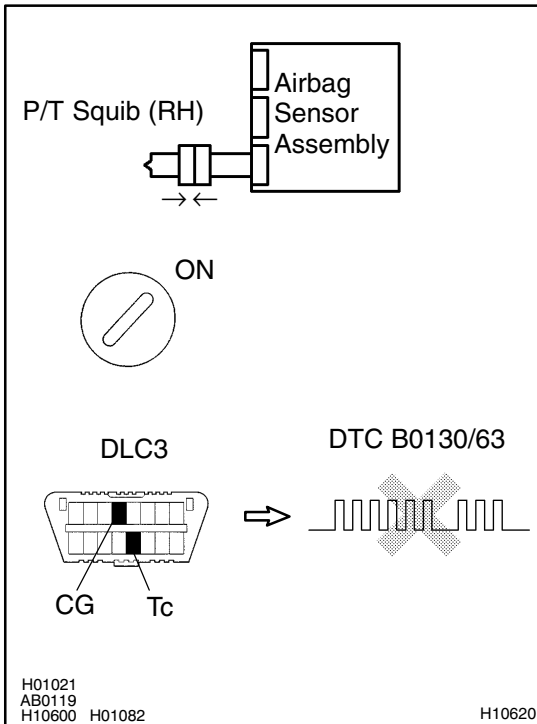 P/T Squib (RH)
Airbag
Sensor
Assembly
ON
DLC3
DTC B0130/63
CG
Tc
H01021
AB0119
H10600 H01082
H10620